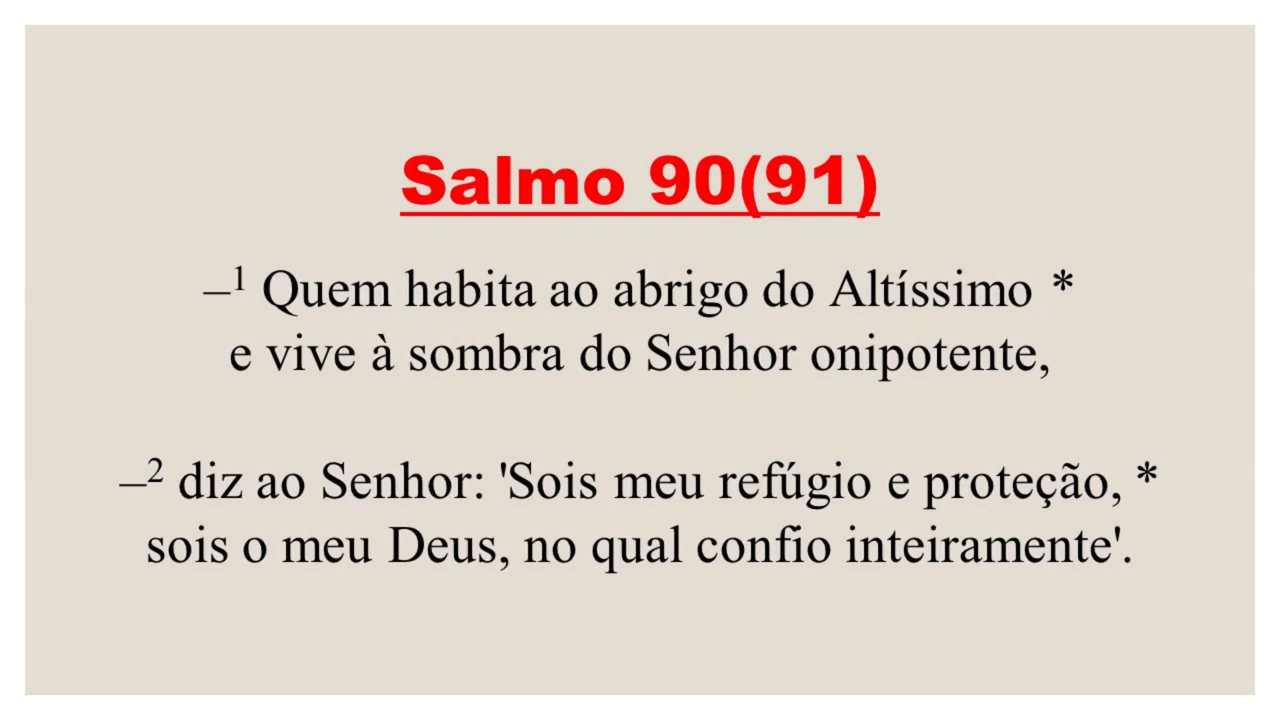 Salmo 90(91)
–¹ Quem habita ao abrigo do Altíssimo *
e vive à sombra do Senhor onipotente,
–² diz ao Senhor: 'Sois meu refúgio e proteção, *
sois o meu Deus, no qual confio inteiramente'.